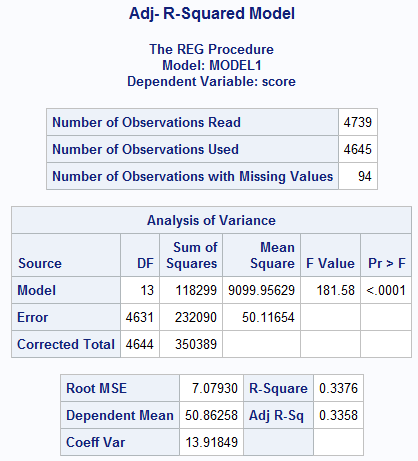 Adj- R-Squared Model
The REG Procedure
Model: MODEL1
Dependent Variable: score
Number of Observations Read 4739
Number of Observations Used 4645
Number of Observations with Missing Values 94
Analysis of Variance
Source DF Sum of Squares Mean Square F Value Pr > F
Model 13 118299 9099.95629 181.58 <.0001
Error 4631 232090 50.11654
Corrected Total 4644 350389
Root MSE 7.07930 R-Square 0.3376
Dependent Mean 50.86258 Adj R-Sq 0.3358
Coeff Var 13.91849